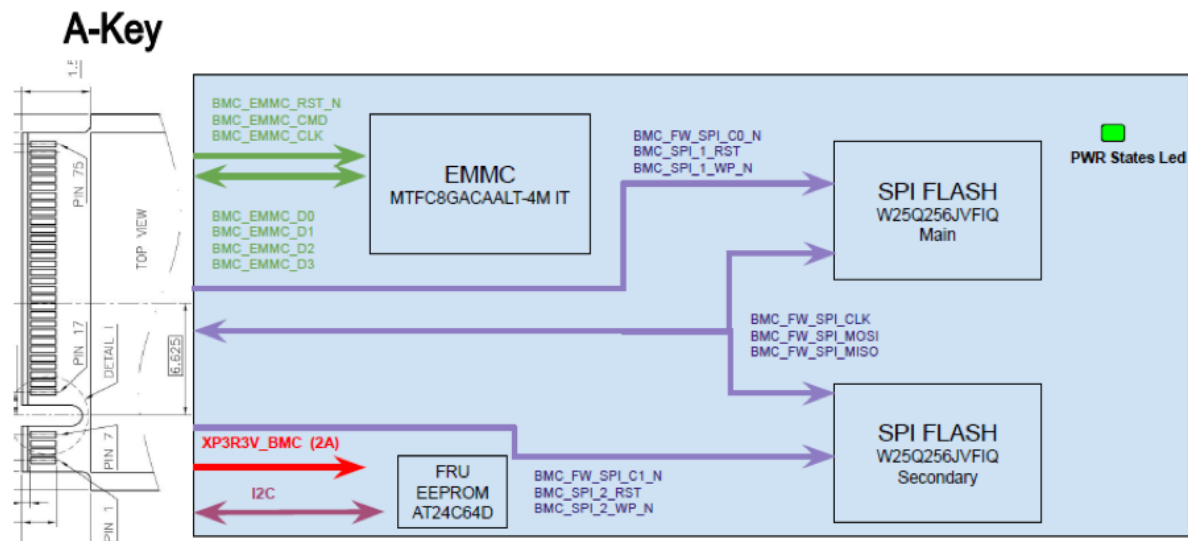 A-Key
PIN 75
TOP VIEW
PIN 17
DETAIL I
6.625
PIN 7
PIN 1
BMC_EMMC_RST_N
BMC_EMMC_CMD
BMC_EMMC_CLK
EMMC
MTFC8GACAALT-4M IT
BMC_EMMC_D0
BMC_EMMC_D1
BMC_EMMC_D2
BMC_EMMC_D3
BMC_FW_SPI_C0_N
BMC_SPI_1_RST
BMC_SPI_1_WP_N
SPI FLASH
W25Q256JVFIQ
Main
PWR States Led
BMC_FW_SPI_CLK
BMC_FW_SPI_MOSI
BMC_FW_SPI_MISO
SPI FLASH
W25Q256JVFIQ
Secondary
XP3R3V_BMC (2A)
I2C
FRU
EEPROM
AT24C64D
BMC_FW_SPI_C1_N
BMC_SPI_2_RST
BMC_SPI_2_WP_N